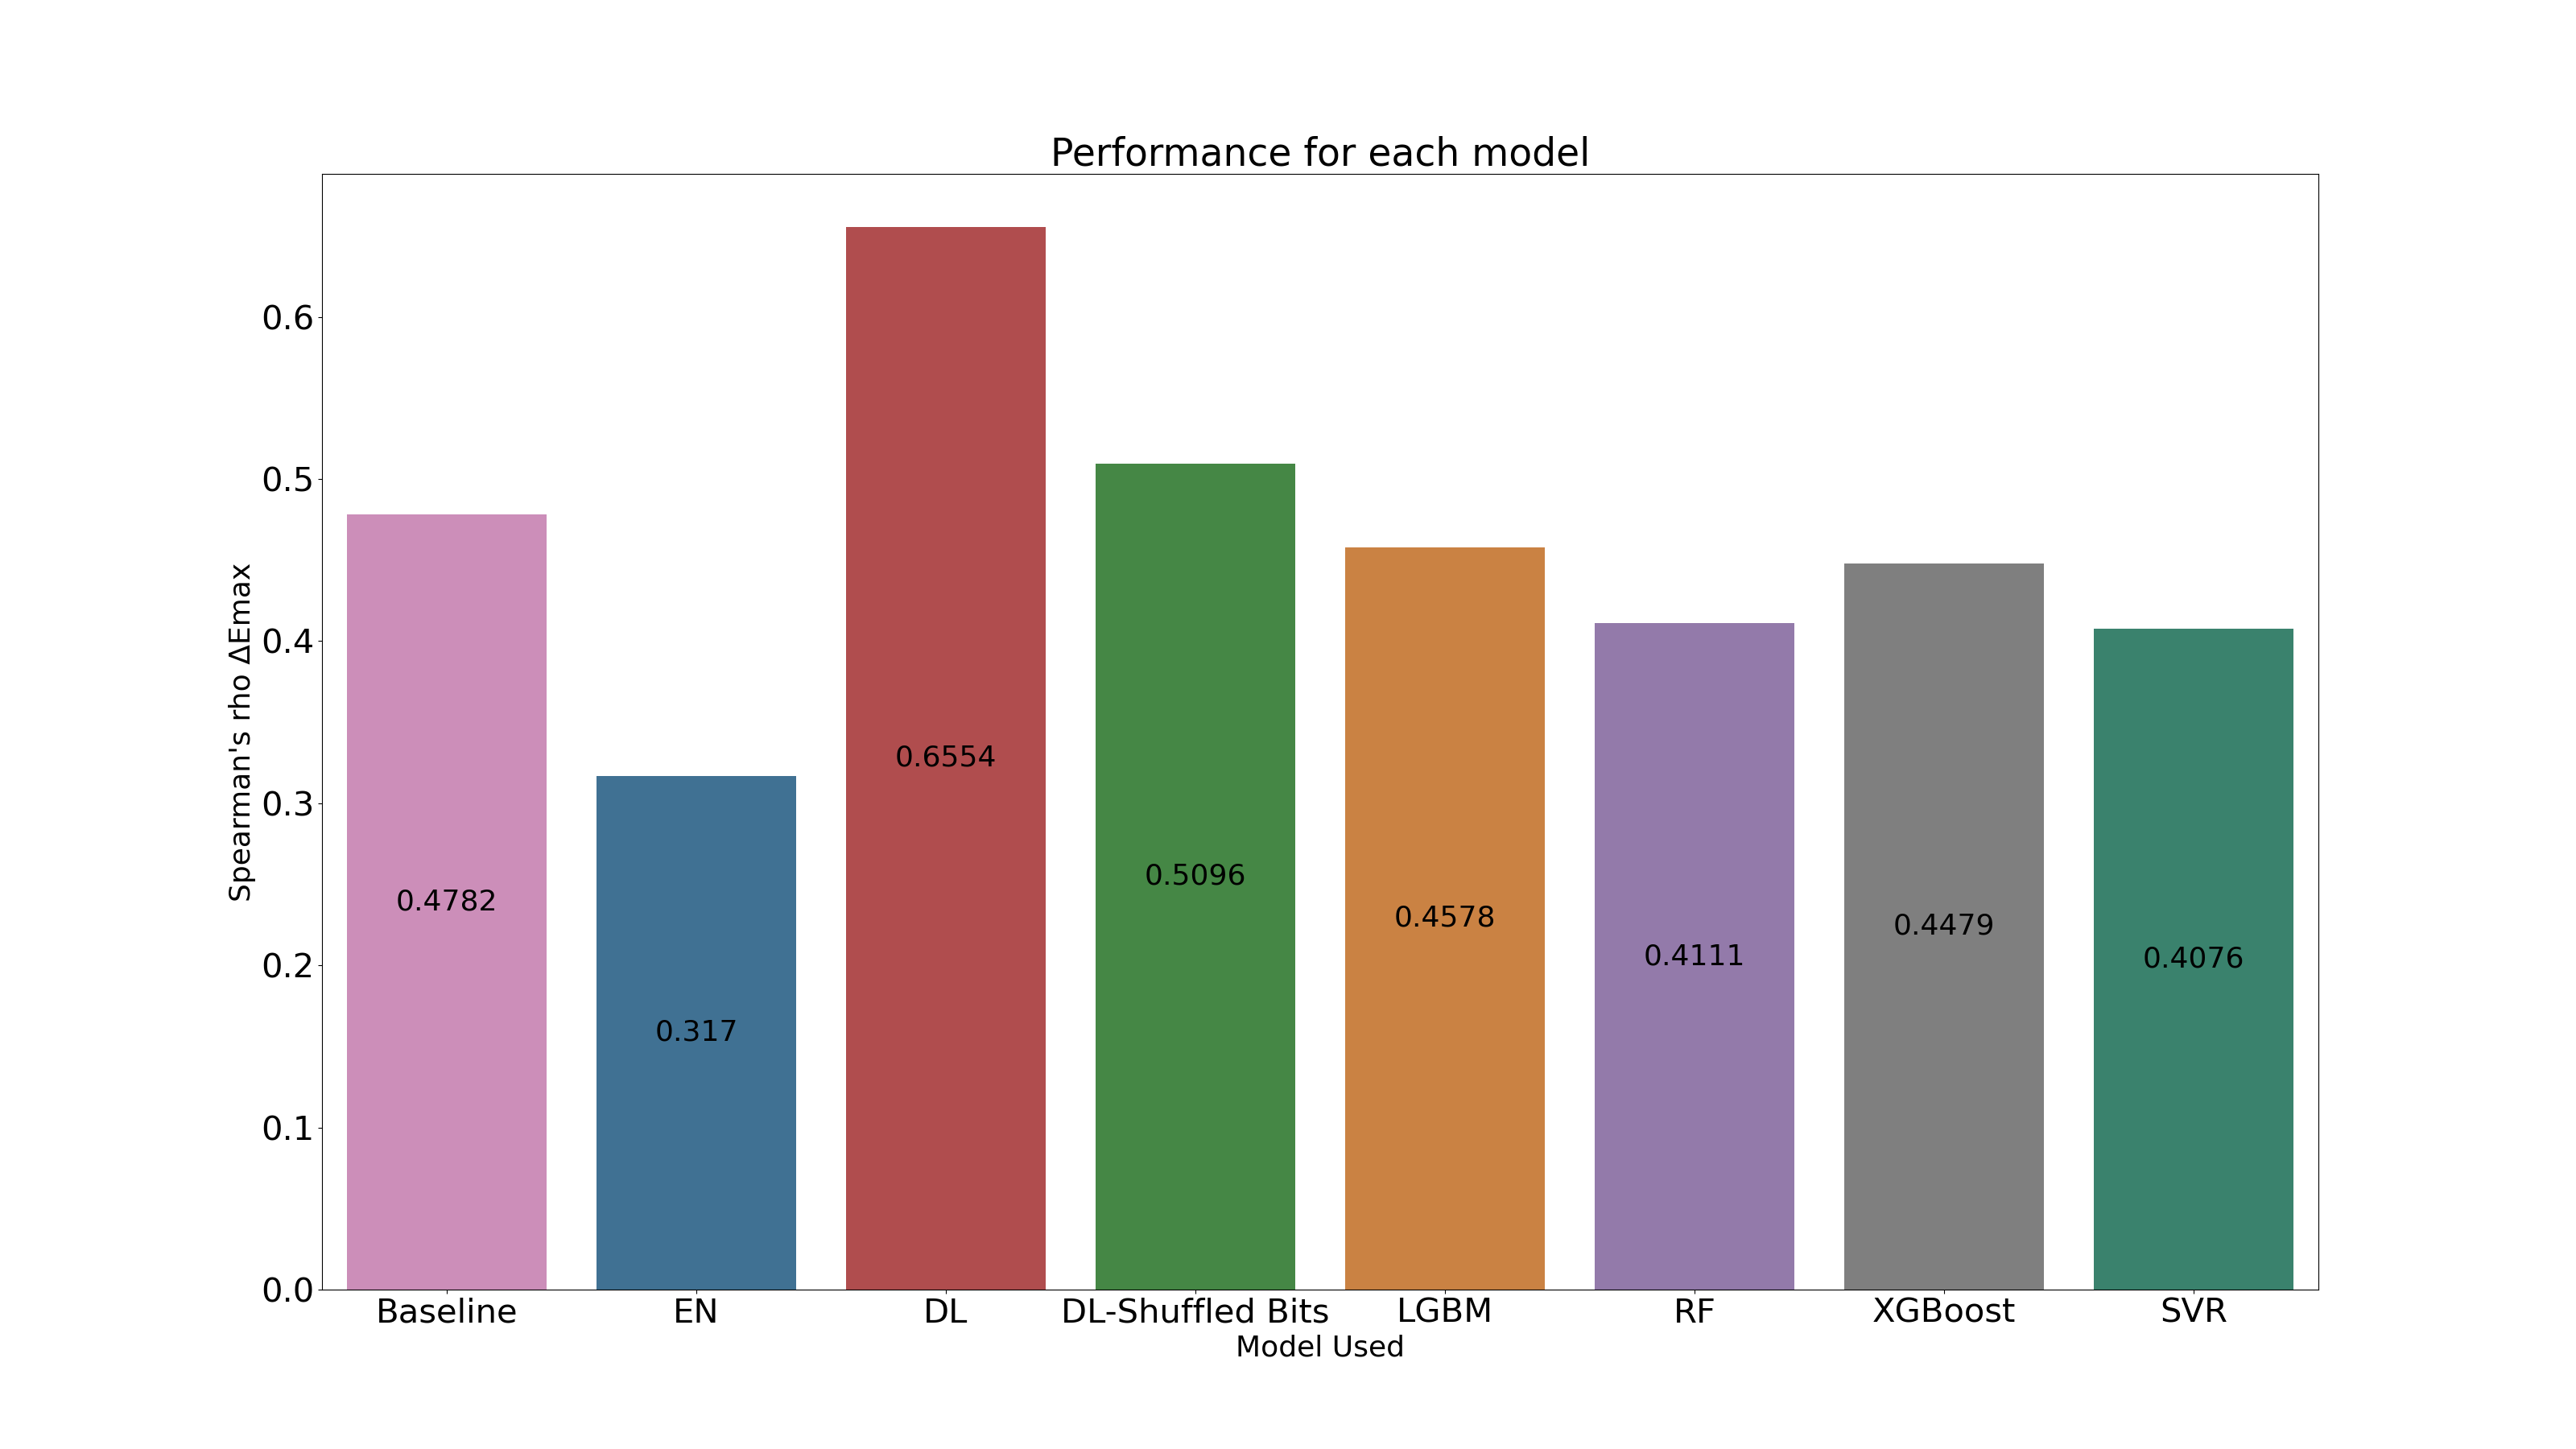 Performance for each model
Spearman's rho ΔEmax
0.6
0.5
0.4
0.3
0.2
0.1
0.0
0.4782
0.317
0.6554
0.5096
0.4578
0.4111
0.4479
0.4076
Baseline
EN
DL
DL-Shuffled Bits
LGBM
RF
XGBoost
SVR
Model Used